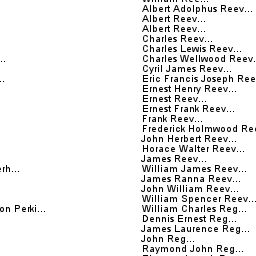 Albert Adolphus Reev...
Albert Reev...
Albert Reev...
Charles Reev...
Charles Lewis Reev...
... Charles Wellwood Reev.
Cyril James Reev...
... Eric Francis Joseph Ree
Ernest Henry Reev...
Ernest Reev...
Ernest Frank Reev...
Frank Reev...
Frederick Holmwood Ree
John Herbert Reev...
Horace Walter Reev...
James Reev...
erh... William James Reev...
James Ranna Reev...
John William Reev...
William Spencer Reev...
on Perki... William Charles Reg...
Dennis Ernest Reg...
James Laurence Reg...
John Reg...
Raymond John Reg...